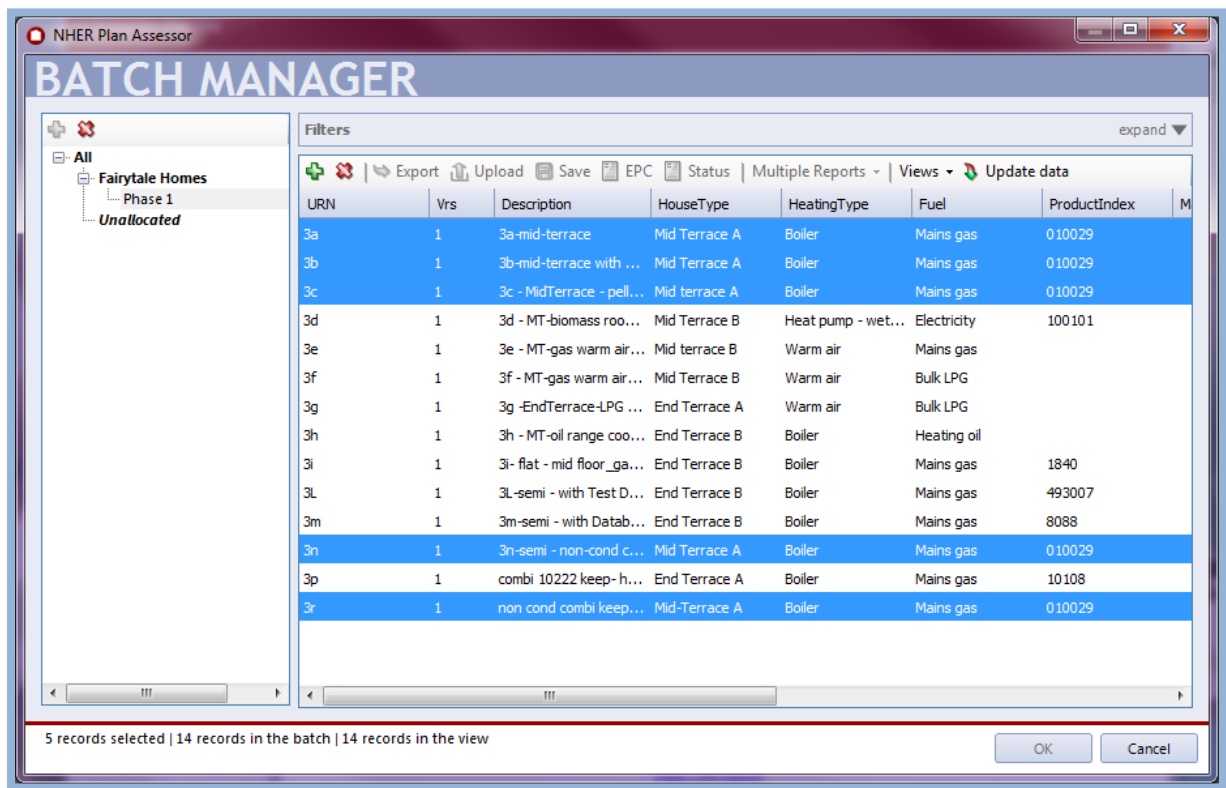 NHER Plan Assessor
BATCH MANAGER
All
Fairytale Homes
Phase 1
Unallocated
Filters expand
Export Upload Save EPC Status Multiple Reports Views Update data
URN Vrs Description HouseType HeatingType Fuel ProductIndex M
3a 1 3a-mid-terrace Mid Terrace A Boiler Mains gas 010029
3b 1 3b-mid-terrace with ... Mid Terrace A Boiler Mains gas 010029
3c 1 3c - MidTerrace - pell... Mid terrace A Boiler Mains gas 010029
3d 1 3d - MT-biomass roo... Mid Terrace B Heat pump - wet... Electricity 100101
3e 1 3e - MT-gas warm air... Mid terrace B Warm air Mains gas
3f 1 3f - MT-gas warm air... Mid Terrace B Warm air Bulk LPG
3g 1 3g -EndTerrace-LPG ... End Terrace A Warm air Bulk LPG
3h 1 3h - MT-oil range coo... End Terrace B Boiler Heating oil
3i 1 3i- flat - mid floor_ga... End Terrace B Boiler Mains gas 1840
3L 1 3L-semi - with Test D... End Terrace B Boiler Mains gas 493007
3m 1 3m-semi - with Datab... End Terrace B Boiler Mains gas 8088
3n 1 3n-semi - non-cond c... Mid Terrace A Boiler Mains gas 010029
3p 1 combi 10222 keep- h... End Terrace A Boiler Mains gas 10108
3r 1 non cond combi keep... Mid-Terrace A Boiler Mains gas 010029
5 records selected | 14 records in the batch | 14 records in the view
OK Cancel